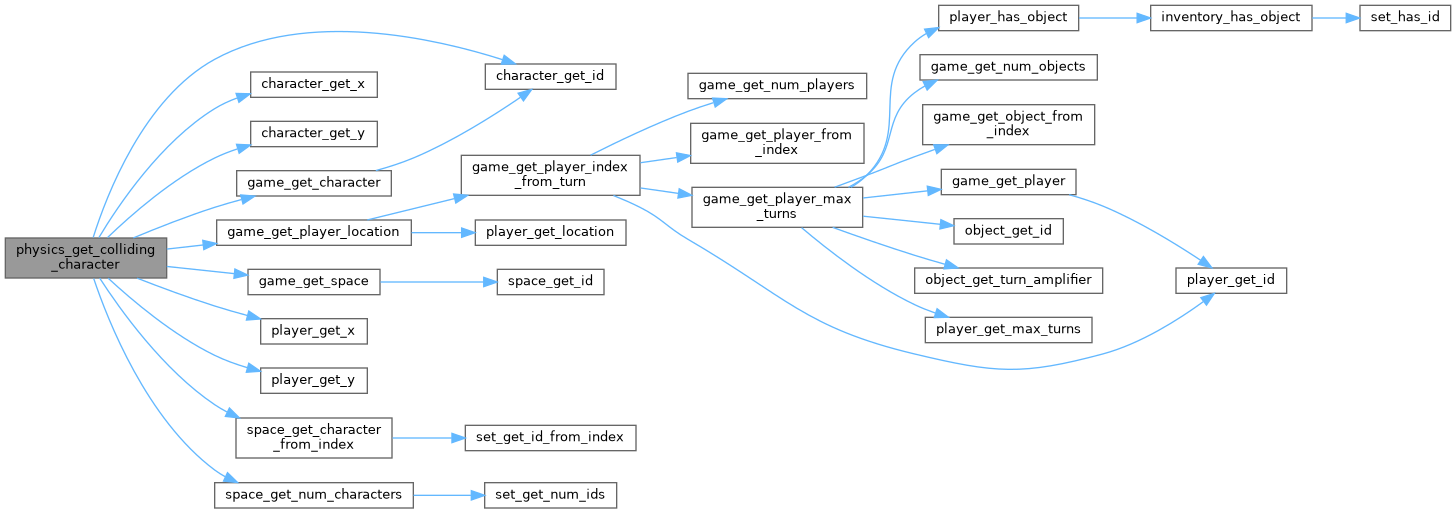 physics_get_colliding
_character
character_get_id
character_get_x
character_get_y
game_get_character
game_get_player_location
game_get_space
player_get_x
player_get_y
space_get_character
_from_index
space_get_num_characters
game_get_player_index
_from_turn
player_get_location
space_get_id
set_get_id_from_index
set_get_num_ids
game_get_num_players
game_get_player_from
_index
game_get_player_max
_turns
player_has_object
game_get_num_objects
game_get_object_from
_index
game_get_player
object_get_id
object_get_turn_amplifier
player_get_max_turns
inventory_has_object
player_get_id
set_has_id